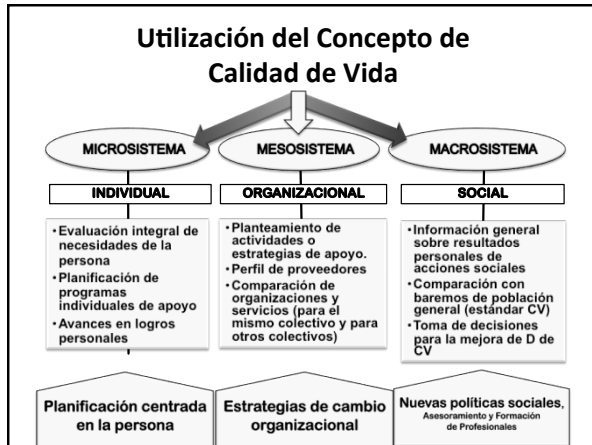 Utilización del Concepto de
Calidad de Vida
MICROSISTEMA
MESOSISTEMA
MACROSISTEMA
INDIVIDUAL
ORGANIZACIONAL
SOCIAL
•Evaluación integral de
necesidades de la
persona
•Planificación de
programas
individuales de apoyo
•Avances en logros
personales
•Planteamiento de
actividades o
estrategias de apoyo.
•Perfil de proveedores
•Comparación de
organizaciones y
servicios (para el
mismo colectivo y para
otros colectivos)
•Información general
sobre resultados
personales de
acciones sociales
•Comparación con
baremos de población
general (estándar CV)
•Toma de decisiones
para la mejora de D de
CV
Planificación centrada
en la persona
Estrategias de cambio
organizacional
Nuevas políticas sociales,
Asesoramiento y Formación
de Profesionales